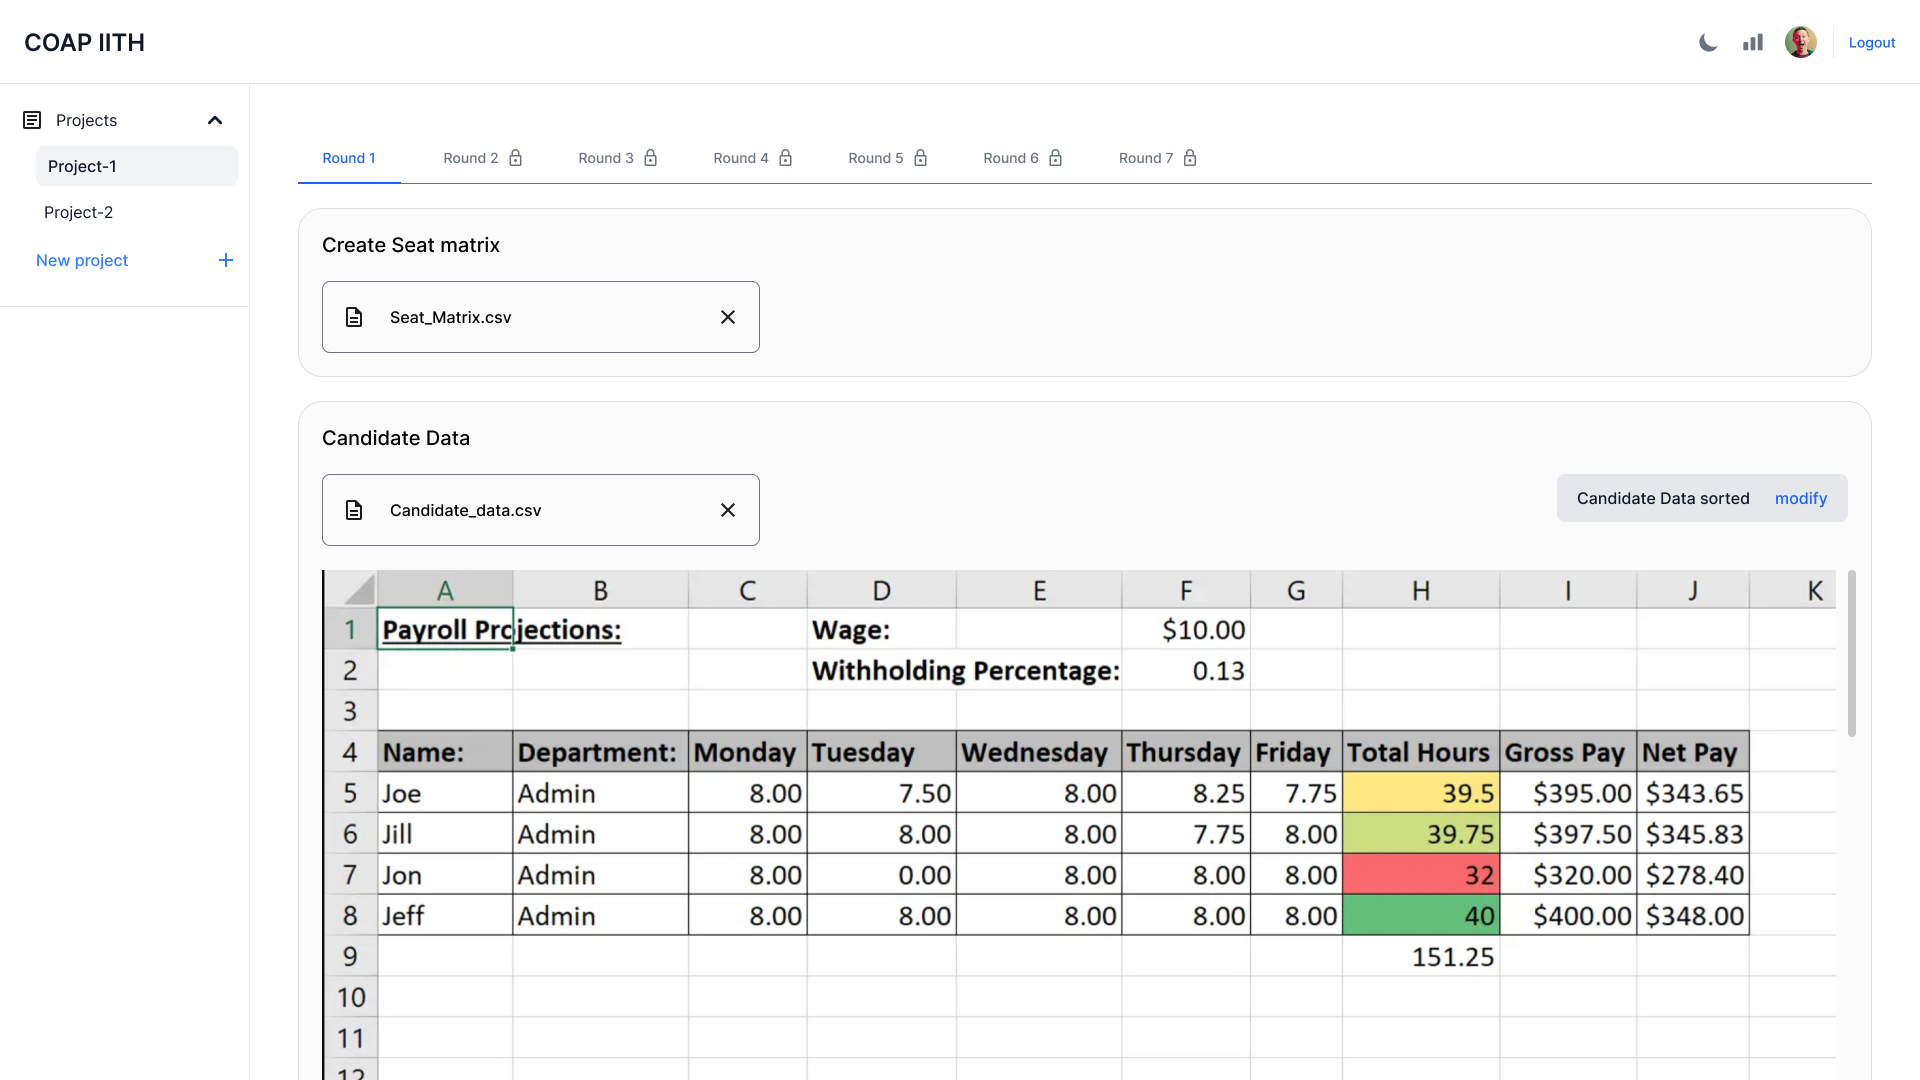 COAP IITH
Logout
Projects
Project-1
Project-2
New project
Round 1
Round 2
Round 3
Round 4
Round 5
Round 6
Round 7
Create Seat matrix
Seat_Matrix.csv
Candidate Data
Candidate_data.csv
Candidate Data sorted modify
A B C D E F G H I J K
1 Payroll Projections: Wage: $10.00
2 Withholding Percentage: 0.13
3
4 Name: Department: Monday Tuesday Wednesday Thursday Friday Total Hours Gross Pay Net Pay
5 Joe Admin 8.00 7.50 8.00 8.25 7.75 39.5 $395.00 $343.65
6 Jill Admin 8.00 8.00 8.00 7.75 8.00 39.75 $397.50 $345.83
7 Jon Admin 8.00 0.00 8.00 8.00 8.00 32 $320.00 $278.40
8 Jeff Admin 8.00 8.00 8.00 8.00 8.00 40 $400.00 $348.00
9 151.25
10
11
12